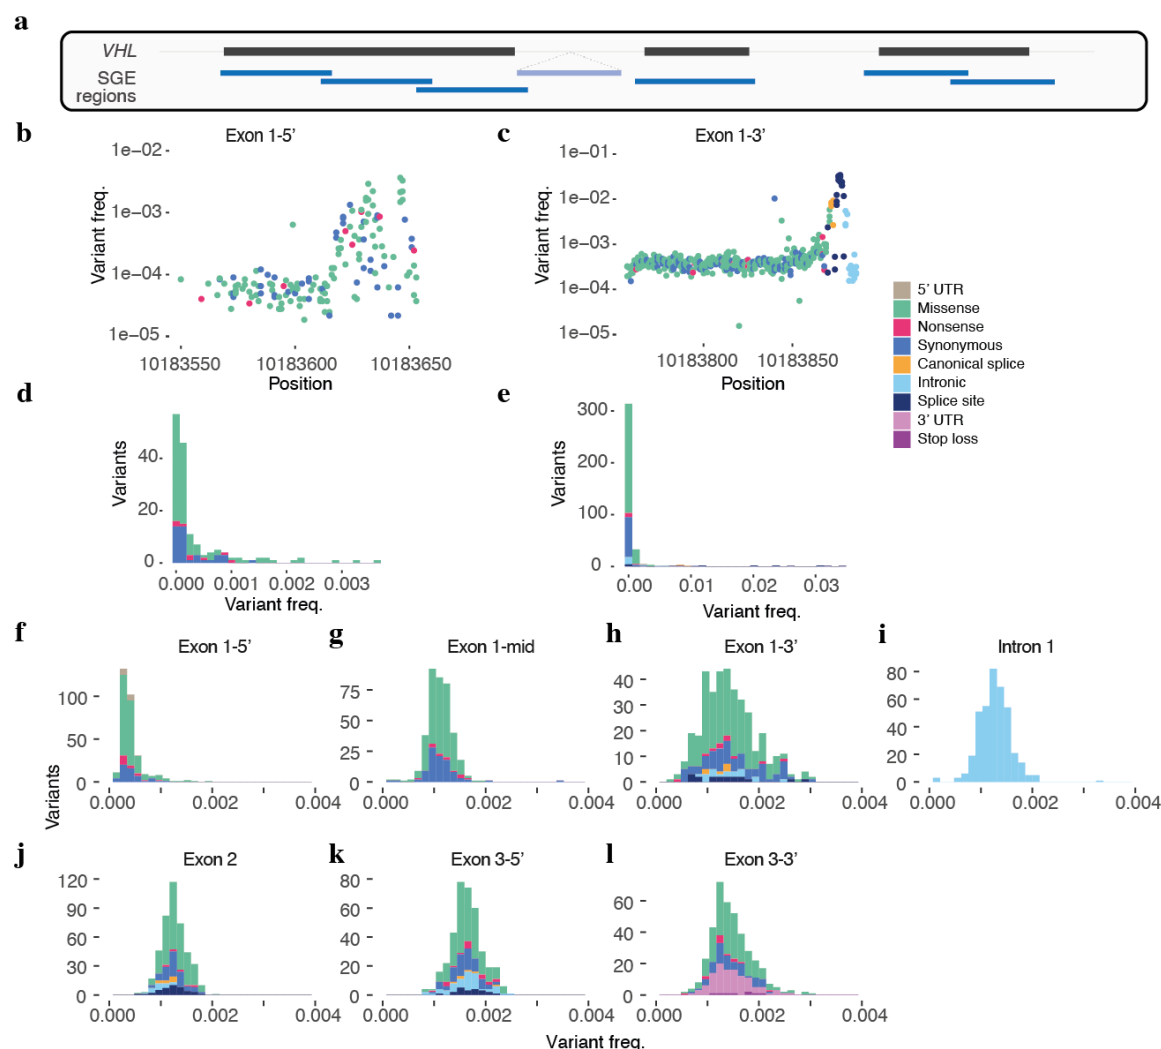 a
VHL
SGE
regions
b
Exon 1-5’
Variant freq.
1e−02
1e−03
1e−04
1e−05
10183550 10183600 10183650
Position
c
Exon 1-3’
Variant freq.
1e−01
1e−02
1e−03
1e−04
1e−05
10183800 10183850
Position
5’ UTR
Missense
Nonsense
Synonymous
Canonical splice
Intronic
Splice site
3’ UTR
Stop loss
d
Variants
40
20
0
0.000 0.001 0.002 0.003
Variant freq.
e
Variants
300
200
100
0
0.00 0.01 0.02 0.03
Variant freq.
f
Exon 1-5’
100
50
0
0.000 0.002 0.004
Variants
g
Exon 1-mid
75
50
25
0
0.000 0.002 0.004
h
Exon 1-3’
40
30
20
10
0
0.000 0.002 0.004
i
Intron 1
80
60
40
20
0
0.000 0.002 0.004
j
Exon 2
120
90
60
30
0
0.000 0.002 0.004
k
Exon 3-5’
80
60
40
20
0
0.000 0.002 0.004
l
Exon 3-3’
60
40
20
0
0.000 0.002 0.004
Variant freq.